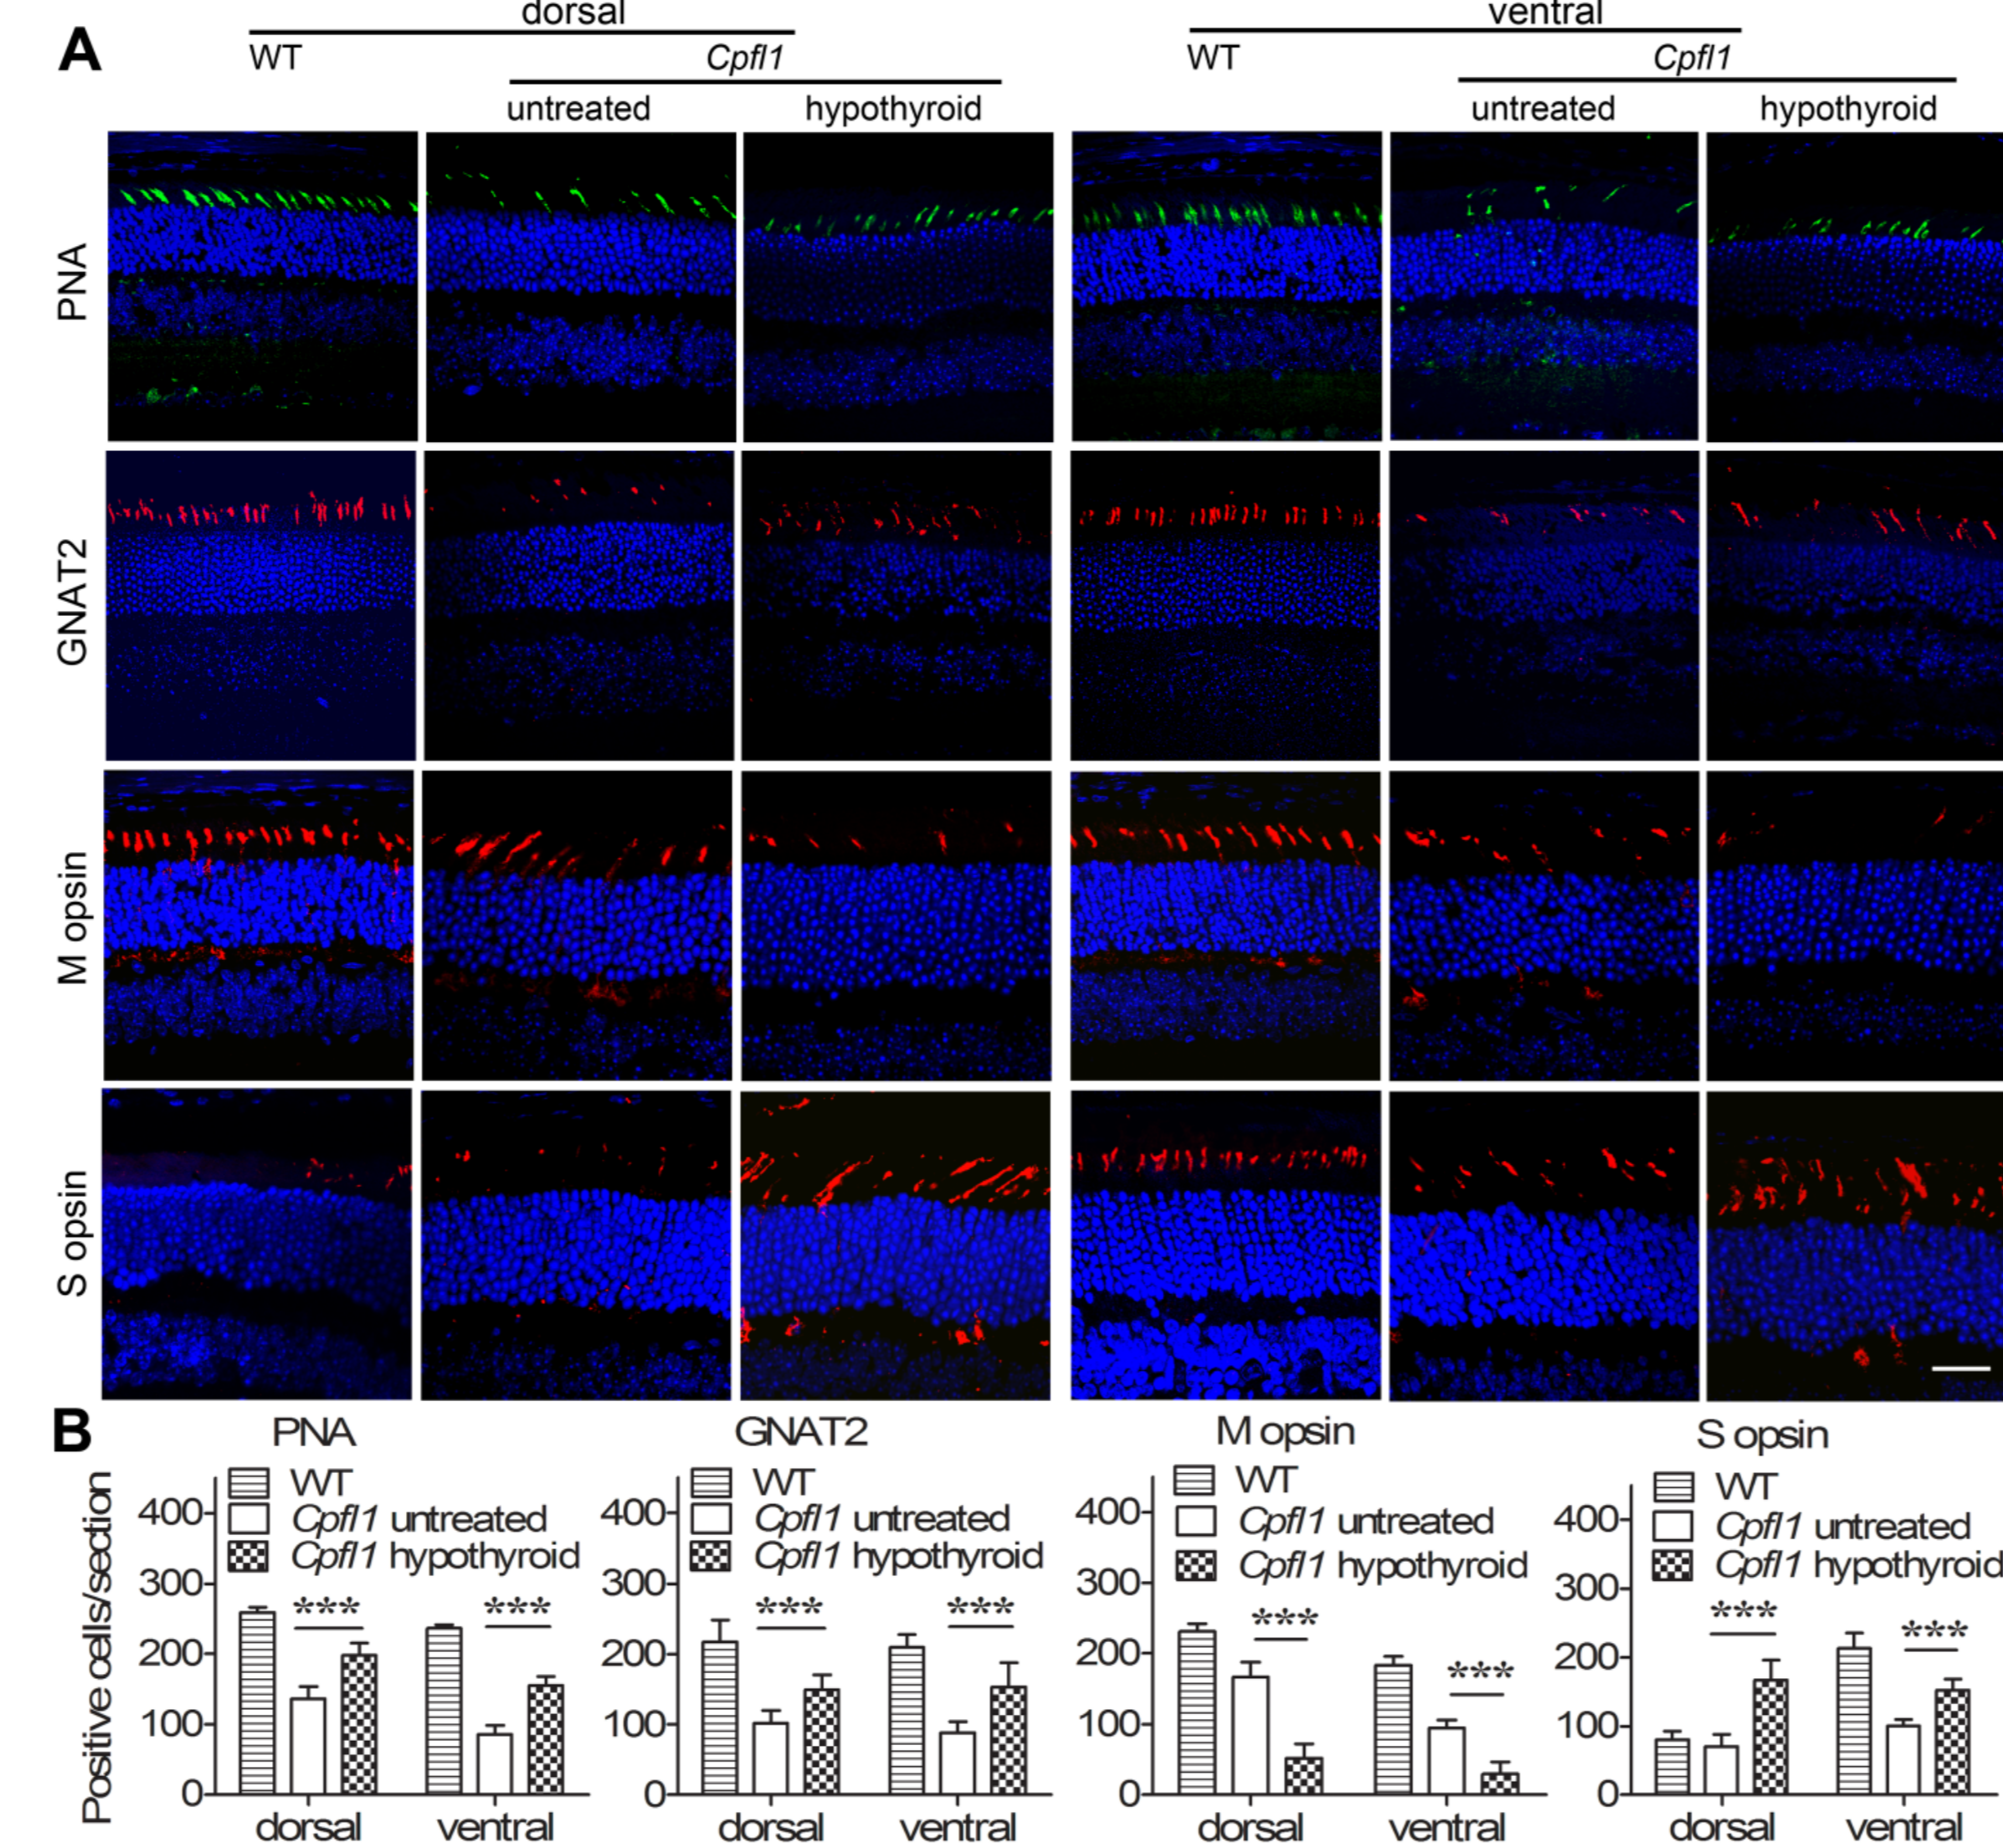 A
dorsal
ventral
WT
Cpfl1
WT
Cpfl1
untreated
hypothyroid
untreated
hypothyroid
PNA
GNAT2
M opsin
S opsin
B
PNA
WT
Cpfl1 untreated
Cpfl1 hypothyroid
Positive cells/section
400
300
200
100
0
***
***
dorsal
ventral
GNAT2
WT
Cpfl1 untreated
Cpfl1 hypothyroid
400
300
200
100
0
***
***
dorsal
ventral
M opsin
WT
Cpfl1 untreated
Cpfl1 hypothyroid
400
300
200
100
0
***
***
dorsal
ventral
S opsin
WT
Cpfl1 untreated
Cpfl1 hypothyroid
400
300
200
100
0
***
***
dorsal
ventral